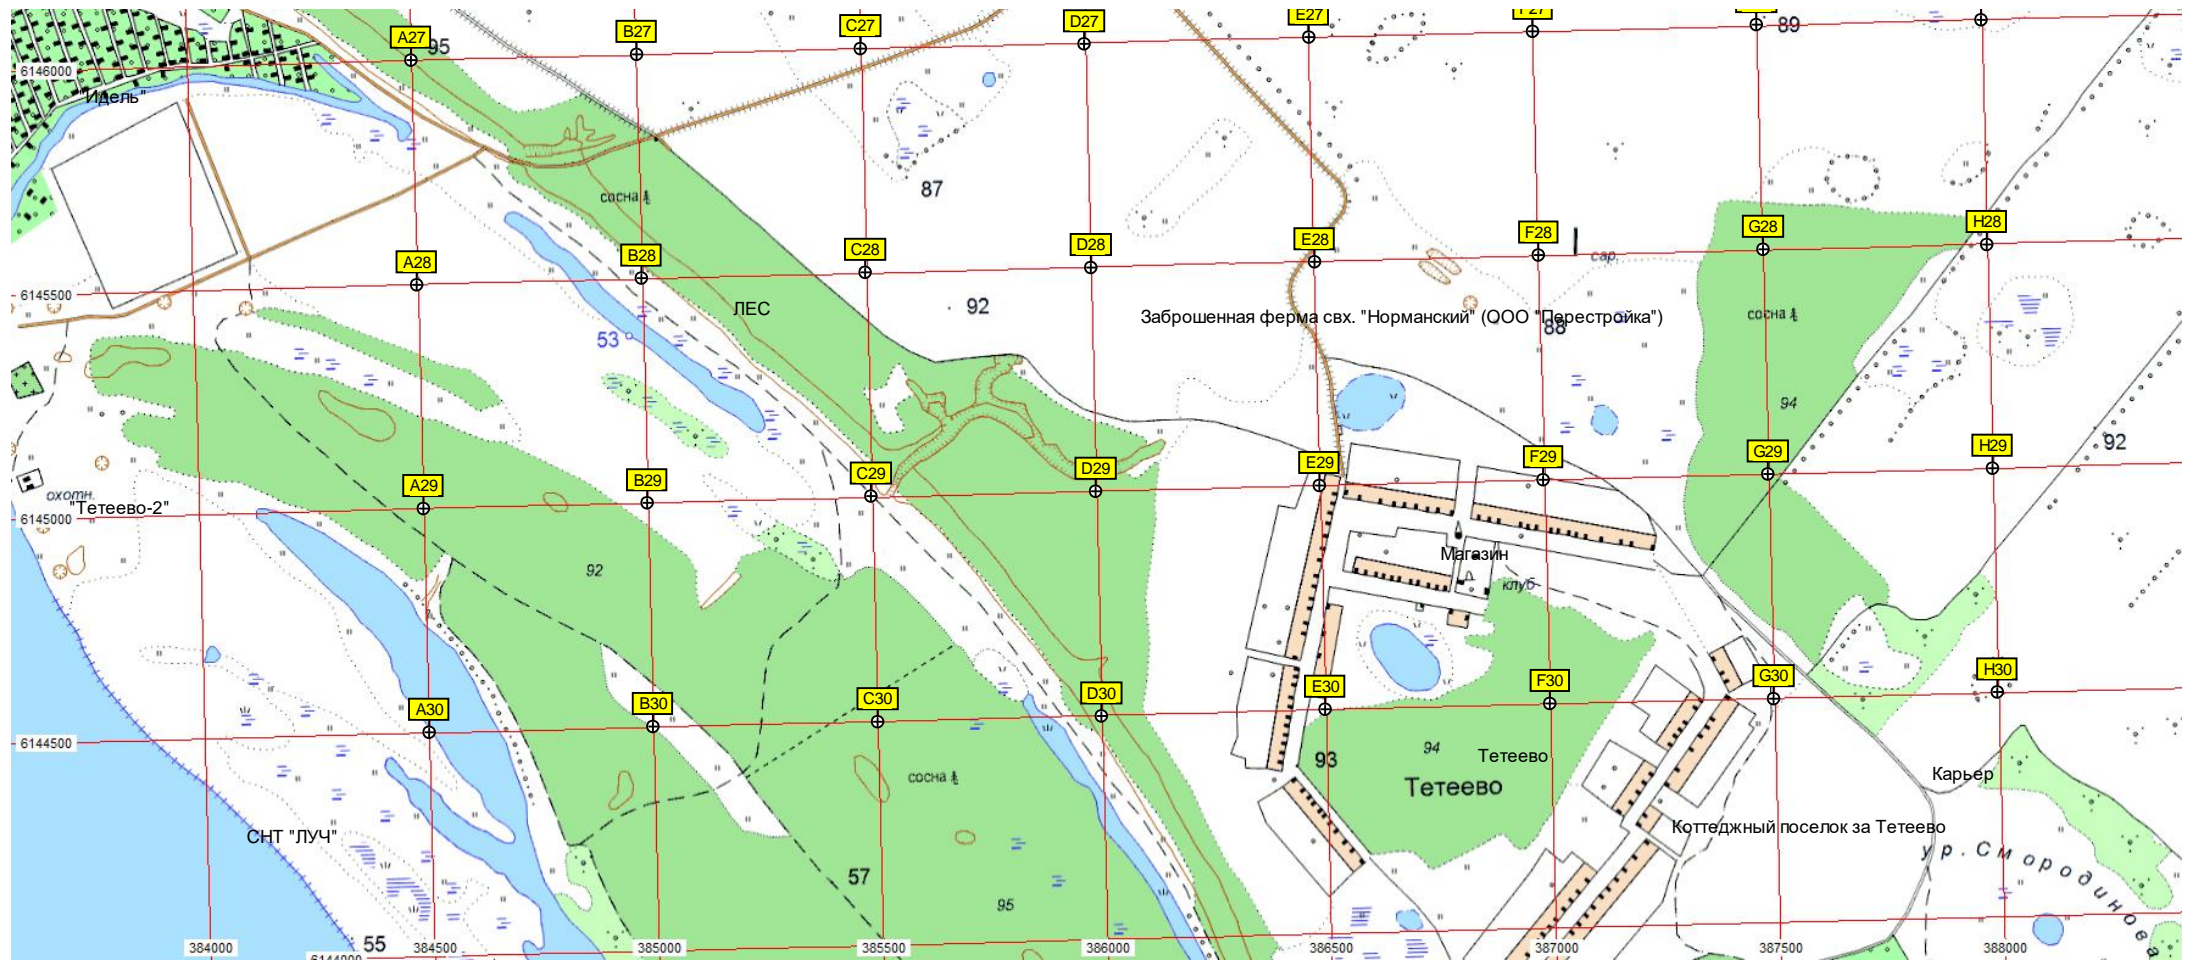 A27
95
B27
C27
D27
E27
F27
89
6146000
"Идель"
сосна
87
A28
B28
C28
D28
E28
F28
G28
H28
сар.
6145500
ЛЕС
92
53
Заброшенная ферма свх. "Норманский" (ООО "Перестройка")
88
сосна
94
92
A29
B29
C29
D29
E29
F29
G29
H29
охотн.
"Тетеево-2"
6145000
92
Магазин
клуб
A30
B30
C30
D30
E30
F30
G30
H30
6144500
сосна
93
94
Тетеево
Тетеево
Карьер
СНТ "ЛУЧ"
Коттеджный поселок за Тетеево
ур. Смородинова
57
95
55
384000
384500
385000
385500
386000
386500
387000
387500
388000
6144000